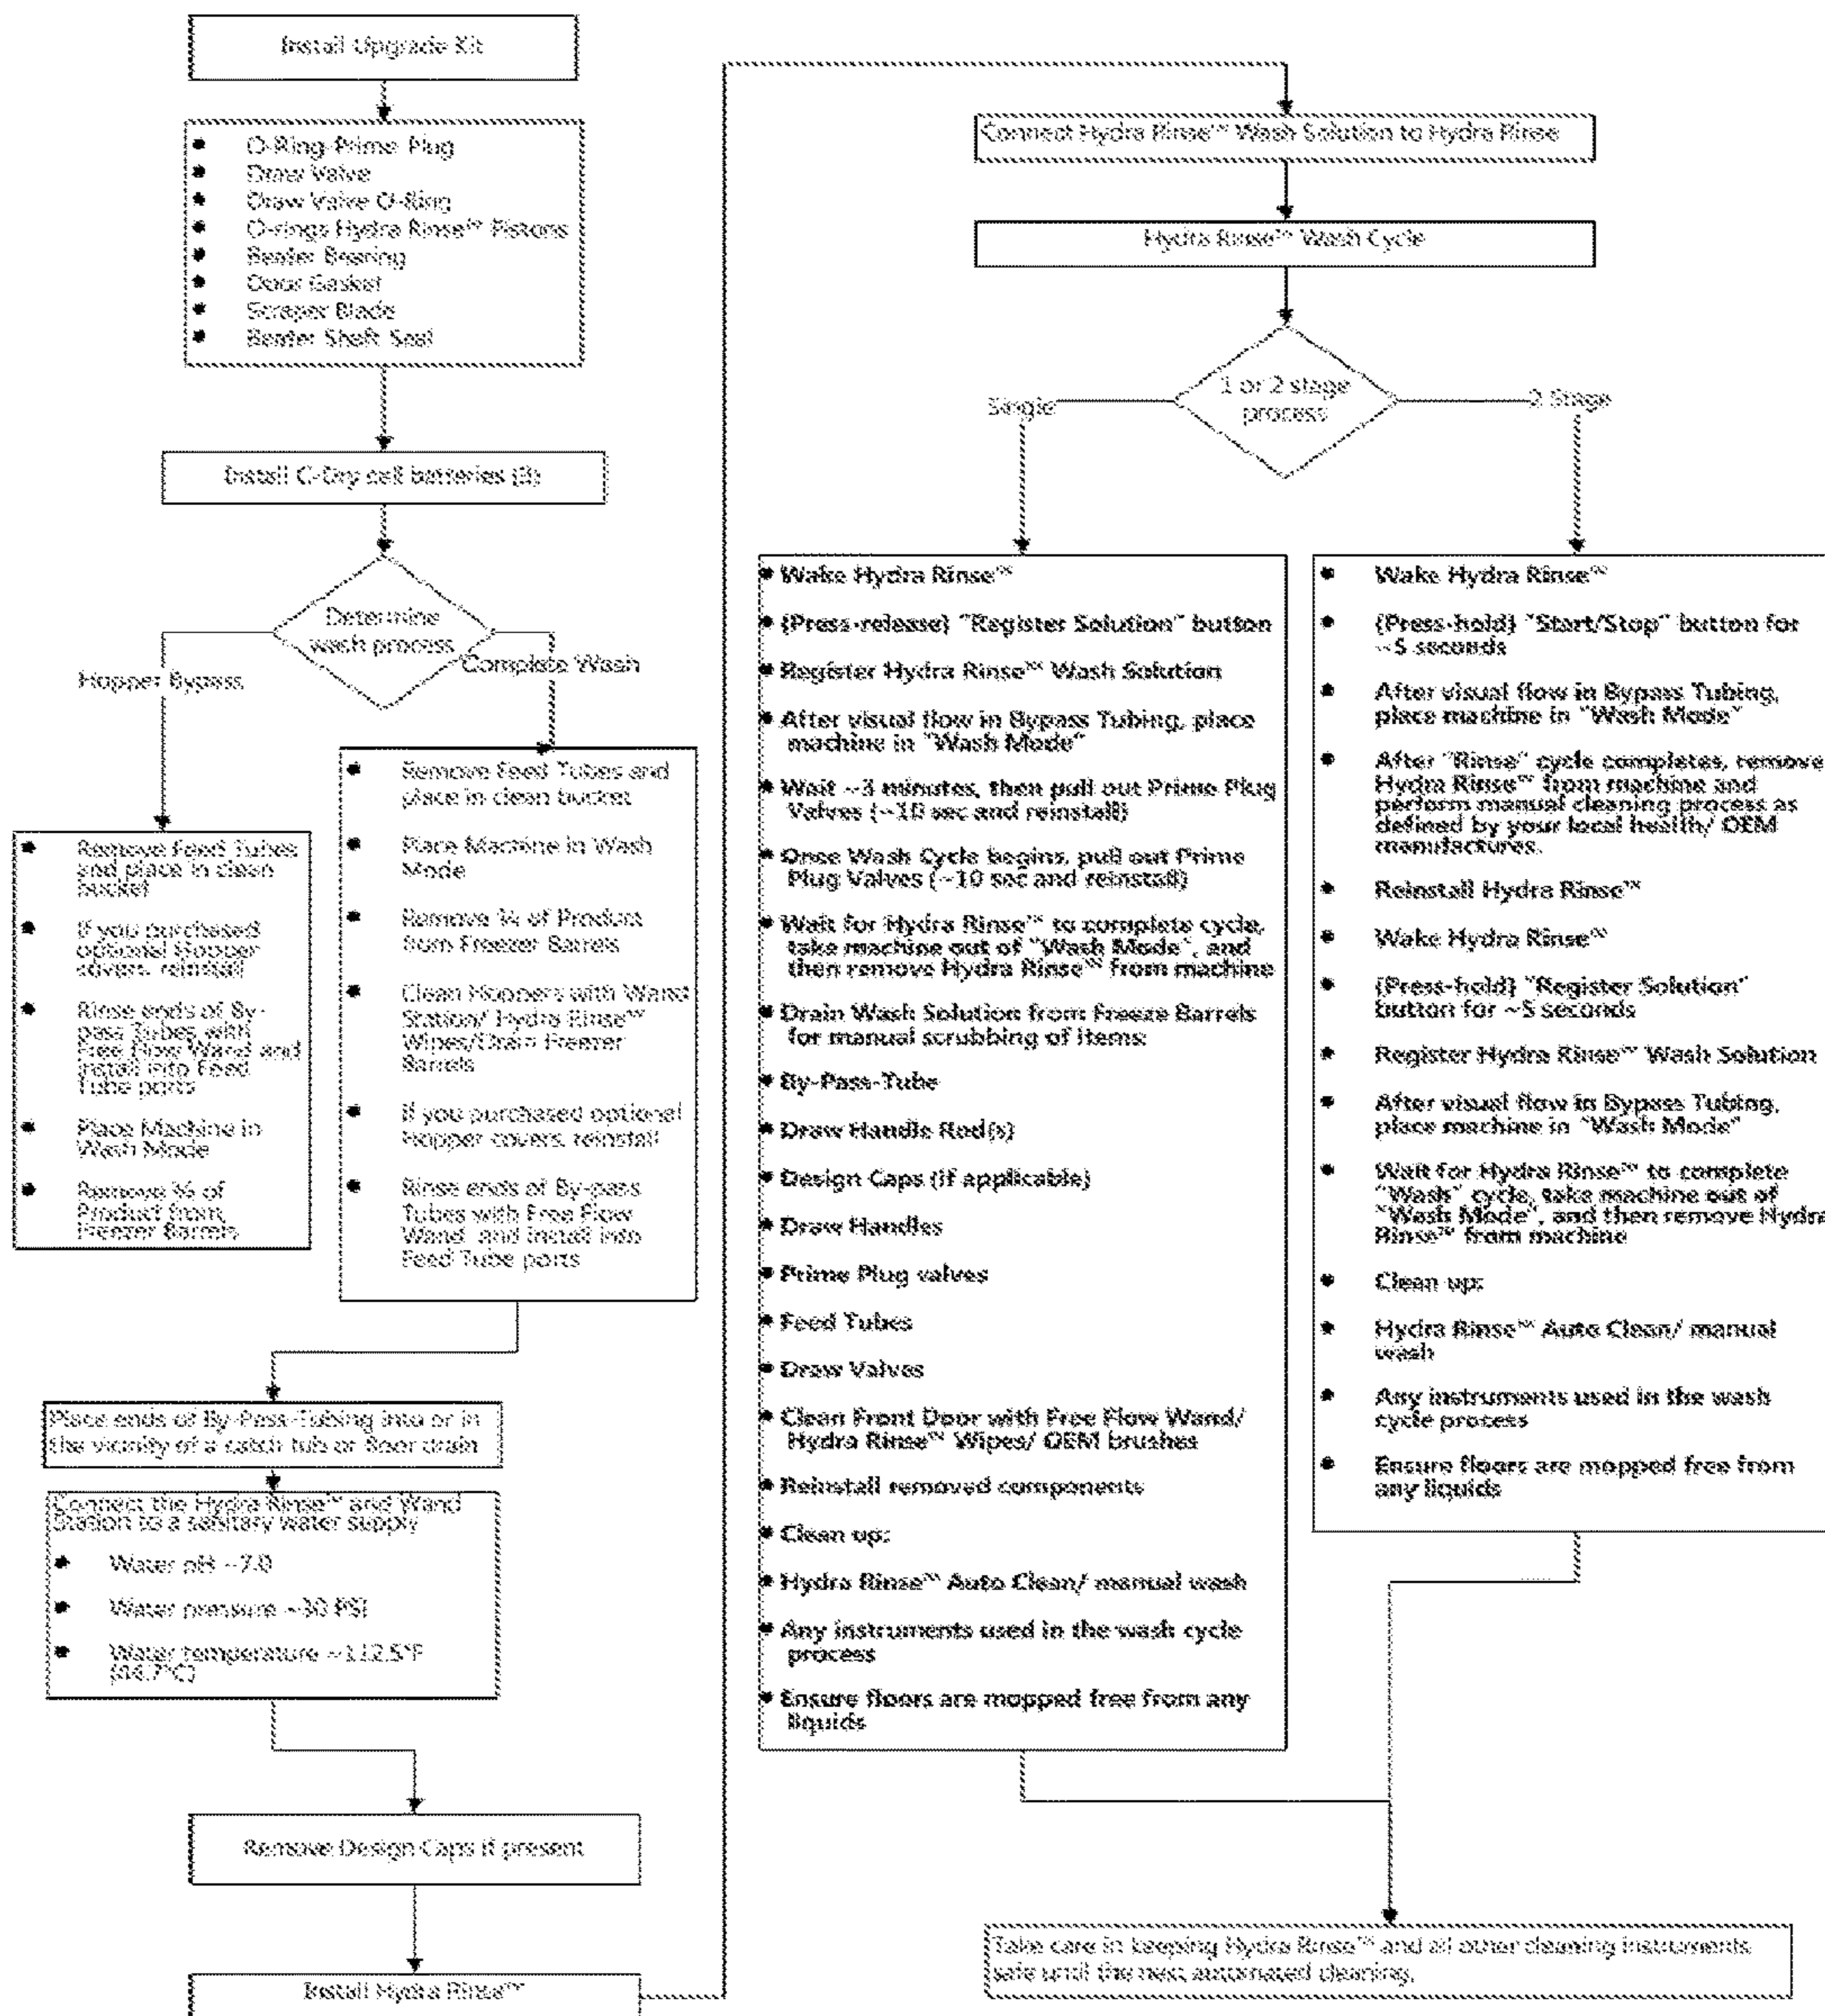 Install Upgrade Kit
O-Ring-Prime Plug
Draw Valve
Draw Valve O-Ring
O-rings Hydra Rinse™ Pistons
Beater Bearing
Door Gasket
Scraper Blade
Beater Shaft Seal
Install C-Dry cell batteries (3)
Determine
wash process
Hopper Bypass
Complete Wash
Remove Feed Tubes
and place in clean
bucket
If you purchased
optional Hopper
covers, reinstall
Rinse ends of By-
pass Tubes with
Free Flow Wand and
install into Feed
Tube ports
Place Machine in
Wash Mode
Remove ¾ of
Product from
Freezer Barrels
Remove Feed Tubes and
place in clean bucket
Place Machine in Wash
Mode
Remove ¾ of Product
from Freezer Barrels
Clean Hoppers with Wand
Station/ Hydra Rinse™
Wipes/Drain Freezer
Barrels
If you purchased optional
Hopper covers, reinstall
Rinse ends of By-pass
Tubes with Free Flow
Wand and install into
Feed Tube ports
Place ends of By-Pass-Tubing into or in
the vicinity of a catch tub or floor drain
Connect the Hydra Rinse™ and Wand
Station to a sanitary water supply
Water pH ~7.0
Water pressure ~30 PSI
Water temperature ~112.5°F
(44.7°C)
Remove Design Caps if present
Install Hydra Rinse™
Connect Hydra Rinse™ Wash Solution to Hydra Rinse
Hydra Rinse™ Wash Cycle
1 or 2 stage
process
Single
2 Stage
Wake Hydra Rinse™
(Press-release) "Register Solution" button
Register Hydra Rinse™ Wash Solution
After visual flow in Bypass Tubing, place
machine in "Wash Mode"
Wait ~3 minutes, then pull out Prime Plug
Valves (~10 sec and reinstall)
Once Wash Cycle begins, pull out Prime
Plug Valves (~10 sec and reinstall)
Wait for Hydra Rinse™ to complete cycle,
take machine out of "Wash Mode", and
then remove Hydra Rinse™ from machine
Drain Wash Solution from Freeze Barrels
for manual scrubbing of items:
By-Pass-Tube
Draw Handle Rod(s)
Design Caps (if applicable)
Draw Handles
Prime Plug valves
Feed Tubes
Draw Valves
Clean Front Door with Free Flow Wand/
Hydra Rinse™ Wipes/ OEM brushes
Reinstall removed components
Clean up:
Hydra Rinse™ Auto Clean/ manual wash
Any instruments used in the wash cycle
process
Ensure floors are mopped free from any
liquids
Wake Hydra Rinse™
(Press-hold) "Start/Stop" button for
~5 seconds
After visual flow in Bypass Tubing,
place machine in "Wash Mode"
After "Rinse" cycle completes, remove
Hydra Rinse™ from machine and
perform manual cleaning process as
defined by your local health/ OEM
manufactures.
Reinstall Hydra Rinse™
Wake Hydra Rinse™
(Press-hold) "Register Solution"
button for ~5 seconds
Register Hydra Rinse™ Wash Solution
After visual flow in Bypass Tubing,
place machine in "Wash Mode"
Wait for Hydra Rinse™ to complete
"Wash" cycle, take machine out of
"Wash Mode", and then remove Hydra
Rinse™ from machine
Clean up:
Hydra Rinse™ Auto Clean/ manual
wash
Any instruments used in the wash
cycle process
Ensure floors are mopped free from
any liquids
Take care in keeping Hydra Rinse™ and all other cleaning instruments
safe until the next automated cleaning.